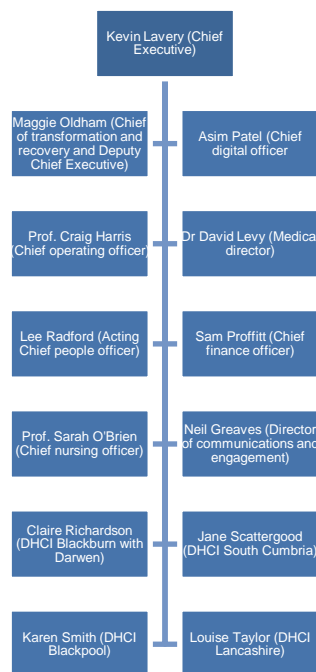 Kevin Lavery (Chief
Executive)
Maggie Oldham (Chief
of transformation and
recovery and Deputy
Chief Executive)
Asim Patel (Chief
digital officer
Prof. Craig Harris
(Chief operating officer)
Dr David Levy (Medical
director)
Lee Radford (Acting
Chief people officer)
Sam Proffitt (Chief
finance officer)
Prof. Sarah O'Brien
(Chief nursing officer)
Neil Greaves (Director
of communications and
engagement)
Claire Richardson
(DHCI Blackburn with
Darwen)
Jane Scattergood
(DHCI South Cumbria)
Karen Smith (DHCI
Blackpool)
Louise Taylor (DHCI
Lancashire)